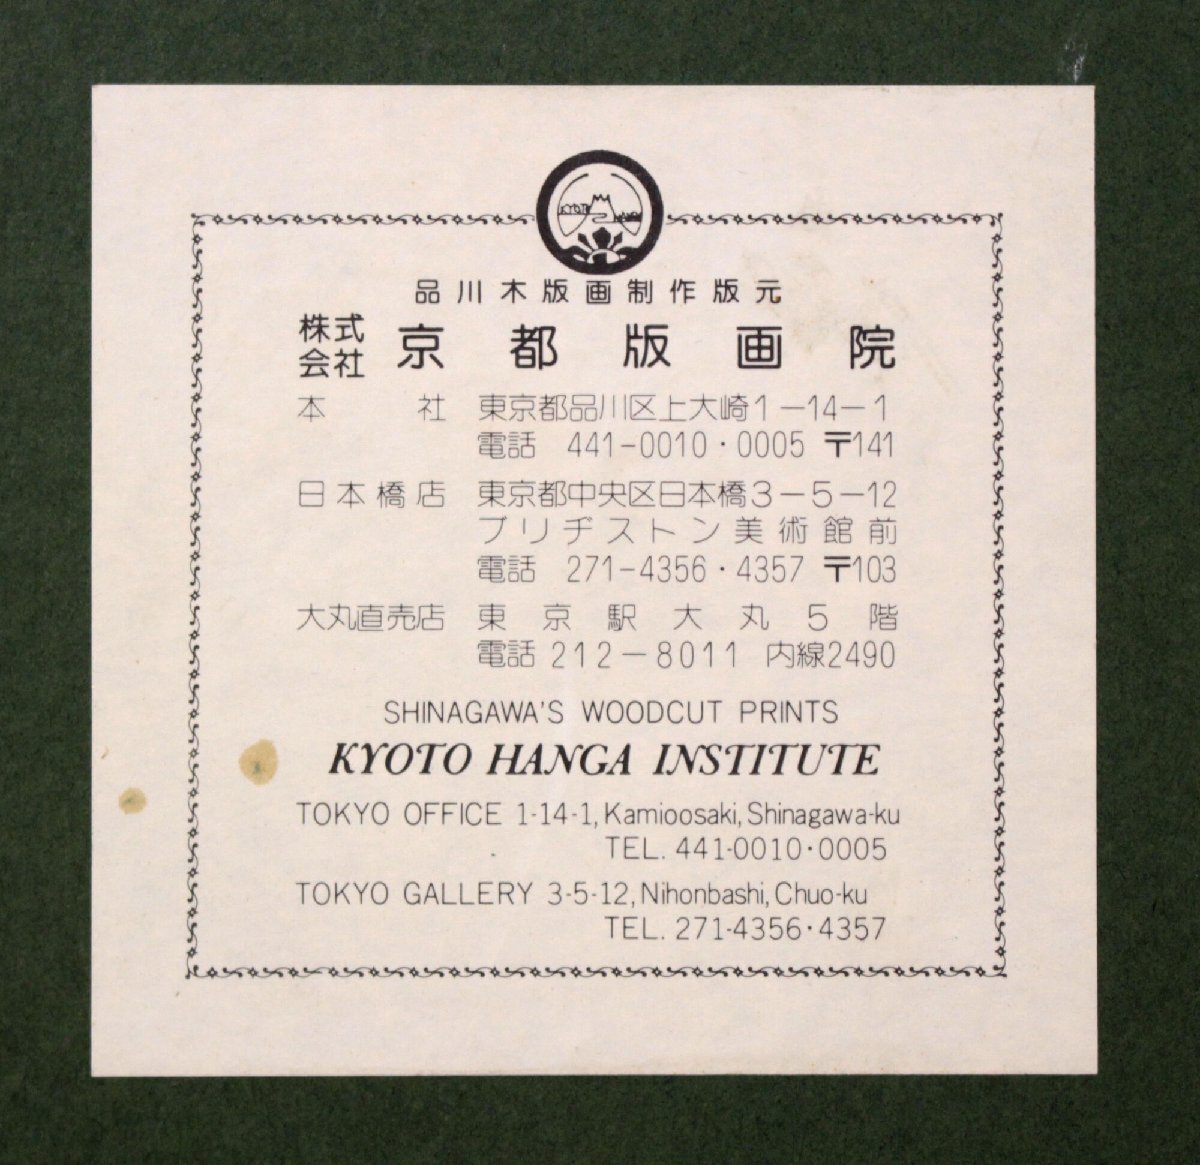 KYOTO
品川木版画制作版元
株式会社 京都版画院
本社 東京都品川区上大崎1-14-1
電話 441-0010・0005 〒141
日本橋店 東京都中央区日本橋3-5-12
ブリヂストン美術館前
電話 271-4356・4357 〒103
大丸直売店 東京駅大丸5階
電話 212-8011 内線2490
SHINAGAWA'S WOODCUT PRINTS
KYOTO HANGA INSTITUTE
TOKYO OFFICE 1-14-1, Kamioosaki, Shinagawa-ku
TEL. 441-0010・0005
TOKYO GALLERY 3-5-12, Nihonbashi, Chuo-ku
TEL. 271-4356・4357